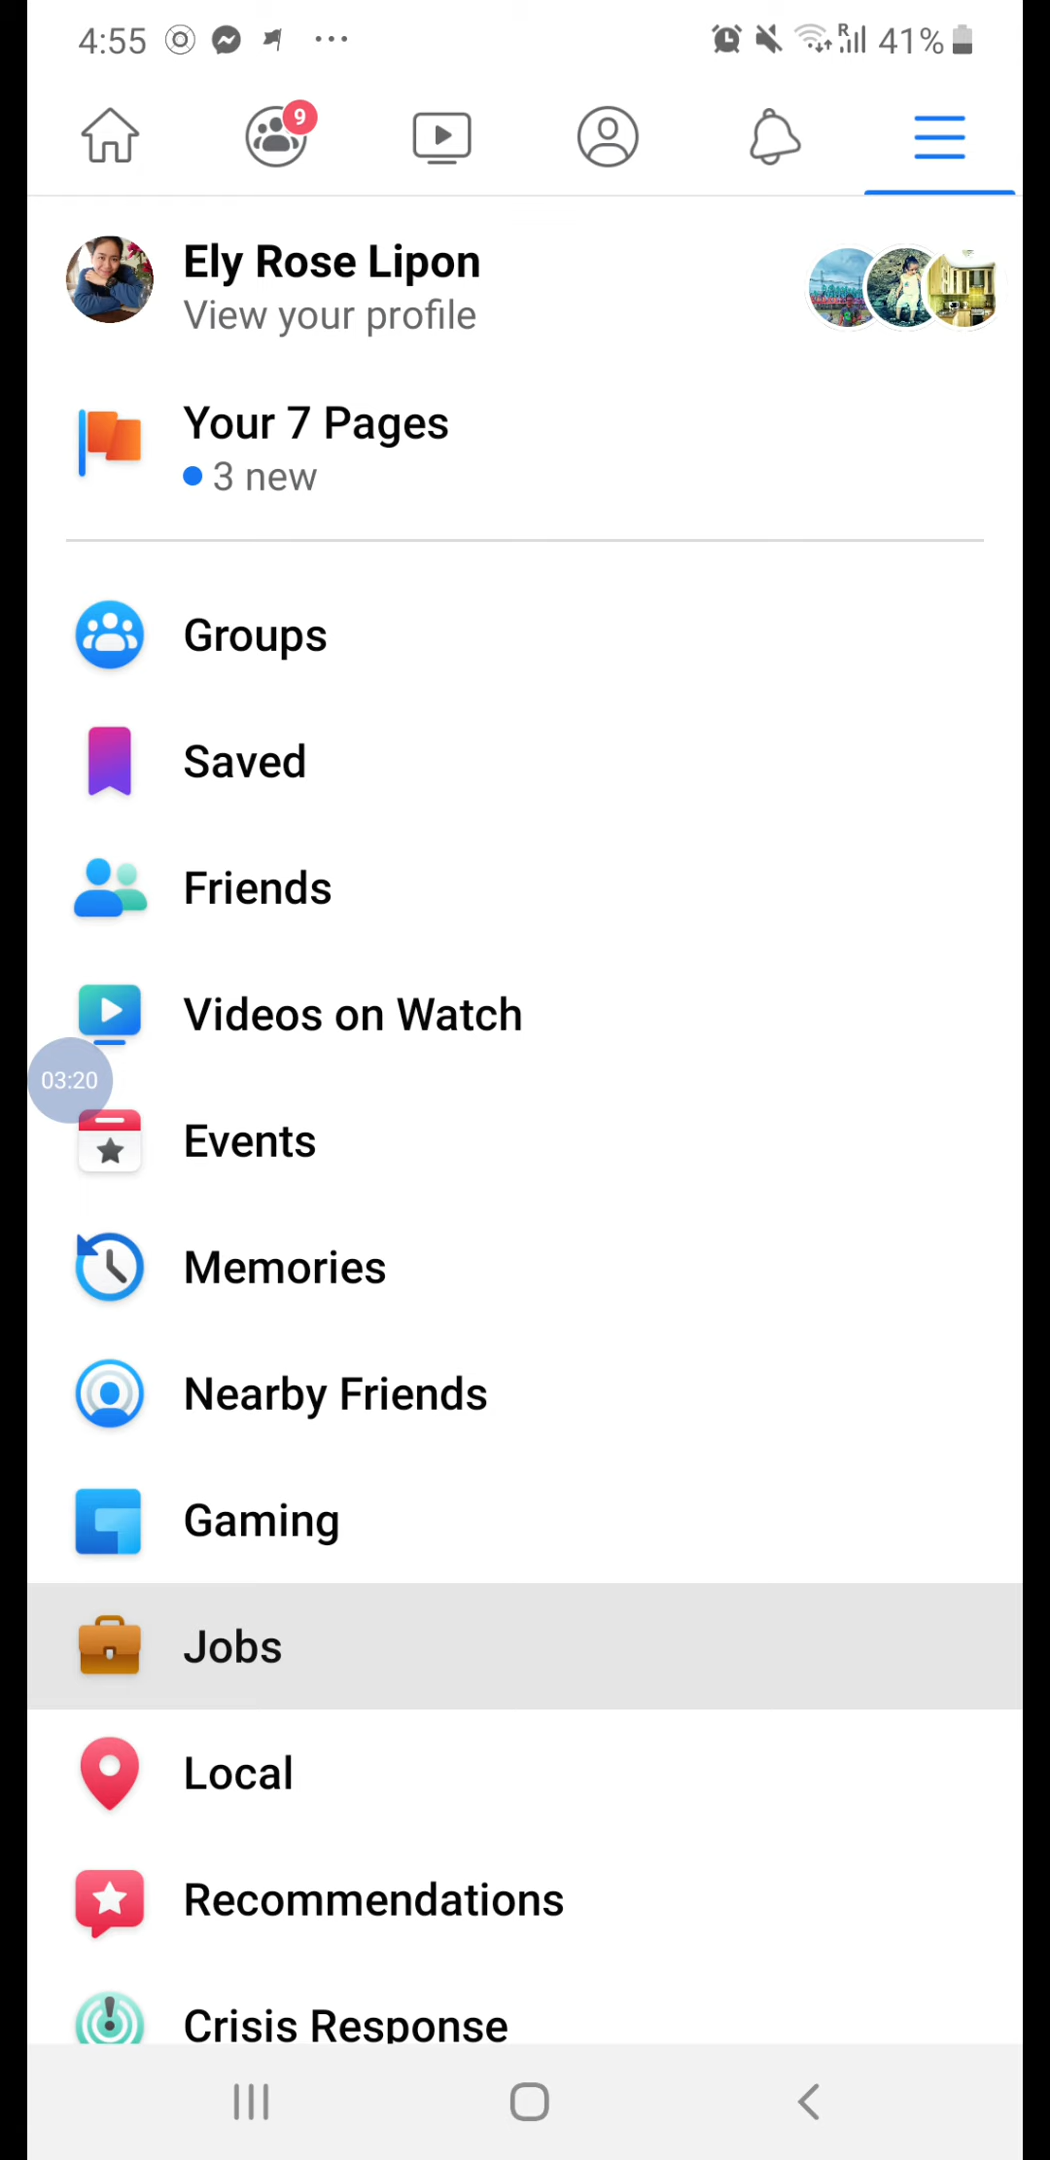 4:55 41%
9
Ely Rose Lipon
View your profile
Your 7 Pages
3 new
Groups
Saved
Friends
Videos on Watch
03:20
Events
Memories
Nearby Friends
Gaming
Jobs
Local
Recommendations
Crisis Response